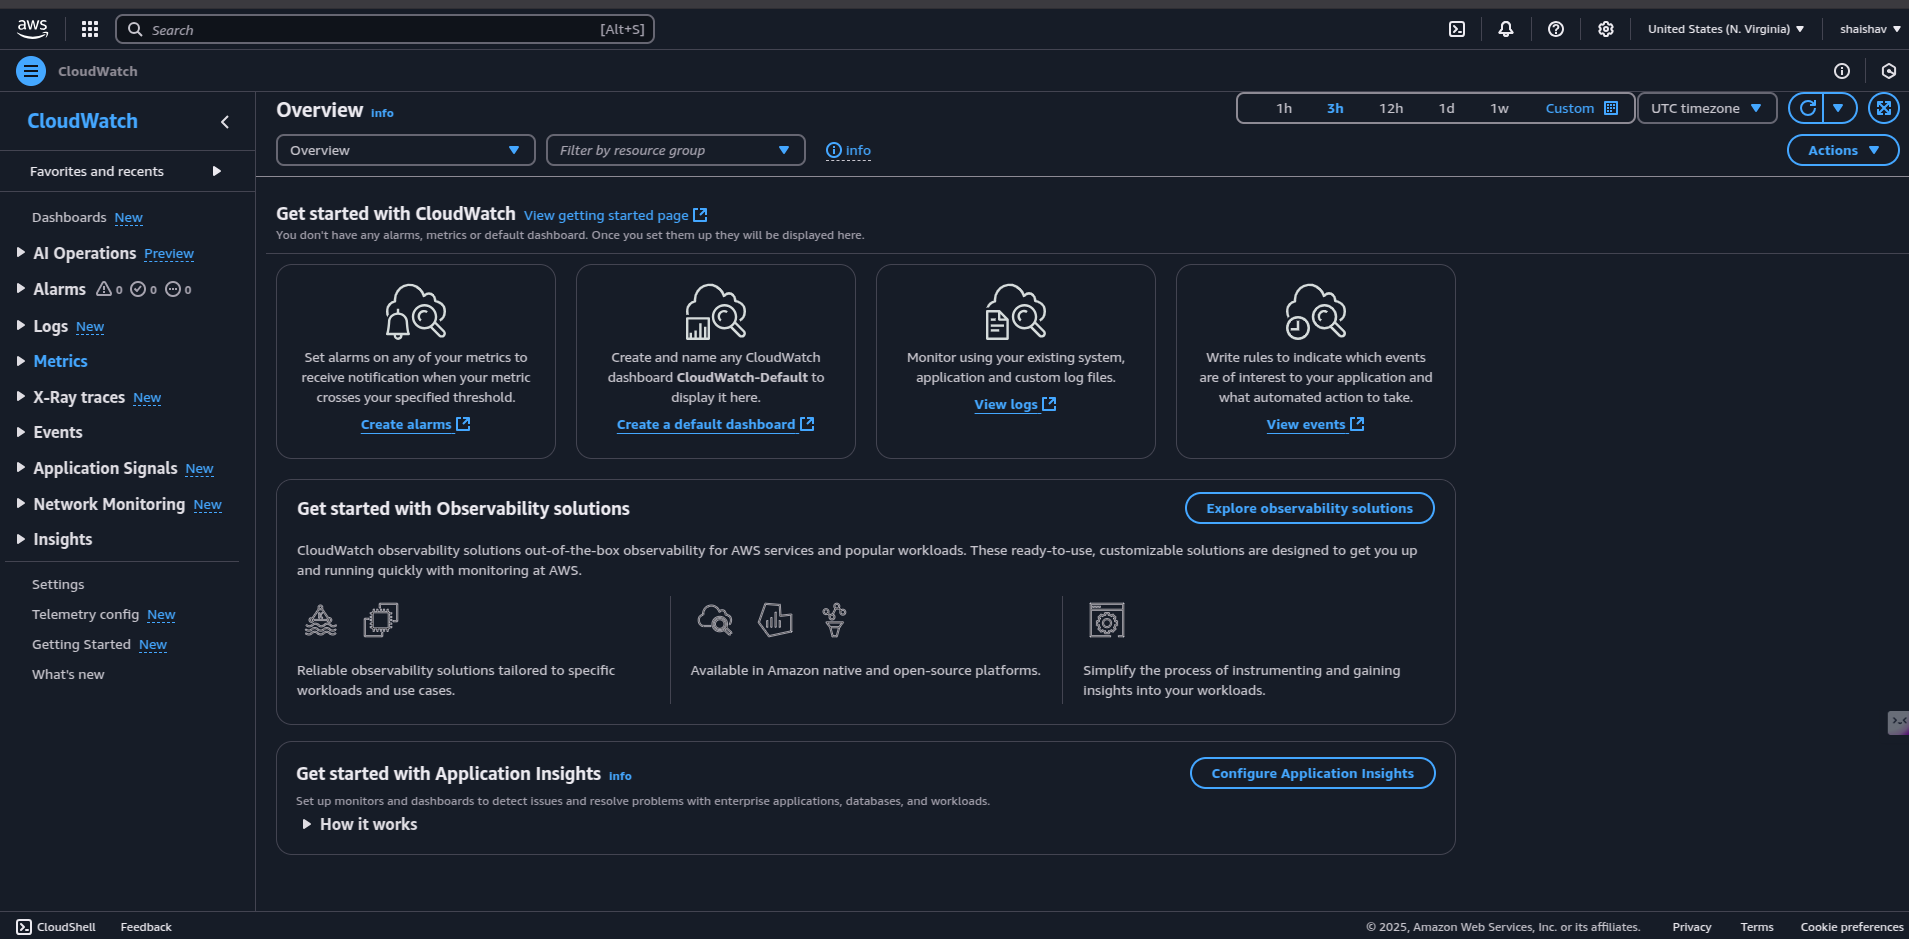 aws
Search [Alt+S]
United States (N. Virginia)
shaishav
CloudWatch
CloudWatch
Favorites and recents
Dashboards New
AI Operations Preview
Alarms 0 0 0
Logs New
Metrics
X-Ray traces New
Events
Application Signals New
Network Monitoring New
Insights
Settings
Telemetry config New
Getting Started New
What's new
Overview Info
1h 3h 12h 1d 1w Custom
UTC timezone
Overview
Filter by resource group
Info
Actions
Get started with CloudWatch View getting started page
You don't have any alarms, metrics or default dashboard. Once you set them up they will be displayed here.
Set alarms on any of your metrics to
receive notification when your metric
crosses your specified threshold.
Create alarms
Create and name any CloudWatch
dashboard CloudWatch-Default to
display it here.
Create a default dashboard
Monitor using your existing system,
application and custom log files.
View logs
Write rules to indicate which events
are of interest to your application and
what automated action to take.
View events
Get started with Observability solutions
Explore observability solutions
CloudWatch observability solutions out-of-the-box observability for AWS services and popular workloads. These ready-to-use, customizable solutions are designed to get you up
and running quickly with monitoring at AWS.
Reliable observability solutions tailored to specific
workloads and use cases.
Available in Amazon native and open-source platforms.
Simplify the process of instrumenting and gaining
insights into your workloads.
Get started with Application Insights Info
Configure Application Insights
Set up monitors and dashboards to detect issues and resolve problems with enterprise applications, databases, and workloads.
How it works
CloudShell
Feedback
© 2025, Amazon Web Services, Inc. or its affiliates.
Privacy
Terms
Cookie preferences